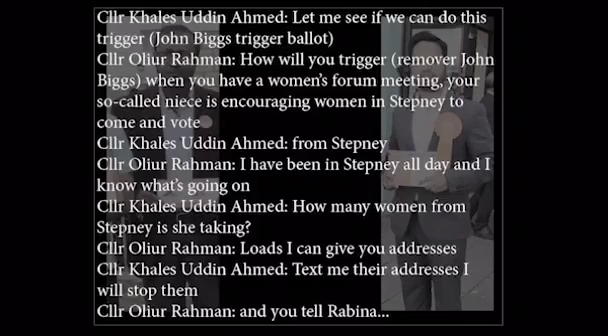 Cllr Khales Uddin Ahmed: Let me see if we can do this
trigger (John Biggs trigger ballot)
Cllr Oliur Rahman: How will you trigger (remover John
Biggs) when you have a women's forum meeting, your
so-called niece is encouraging women in Stepney to
come and vote
Cllr Khales Uddin Ahmed: from Stepney
Cllr Oliur Rahman: I have been in Stepney all day and I
know what's going on
Cllr Khales Uddin Ahmed: How many women from
Stepney is she taking?
Cllr Oliur Rahman: Loads I can give you addresses
Cllr Khales Uddin Ahmed: Text me their addresses I
will stop them
Cllr Oliur Rahman: and you tell Rabina...